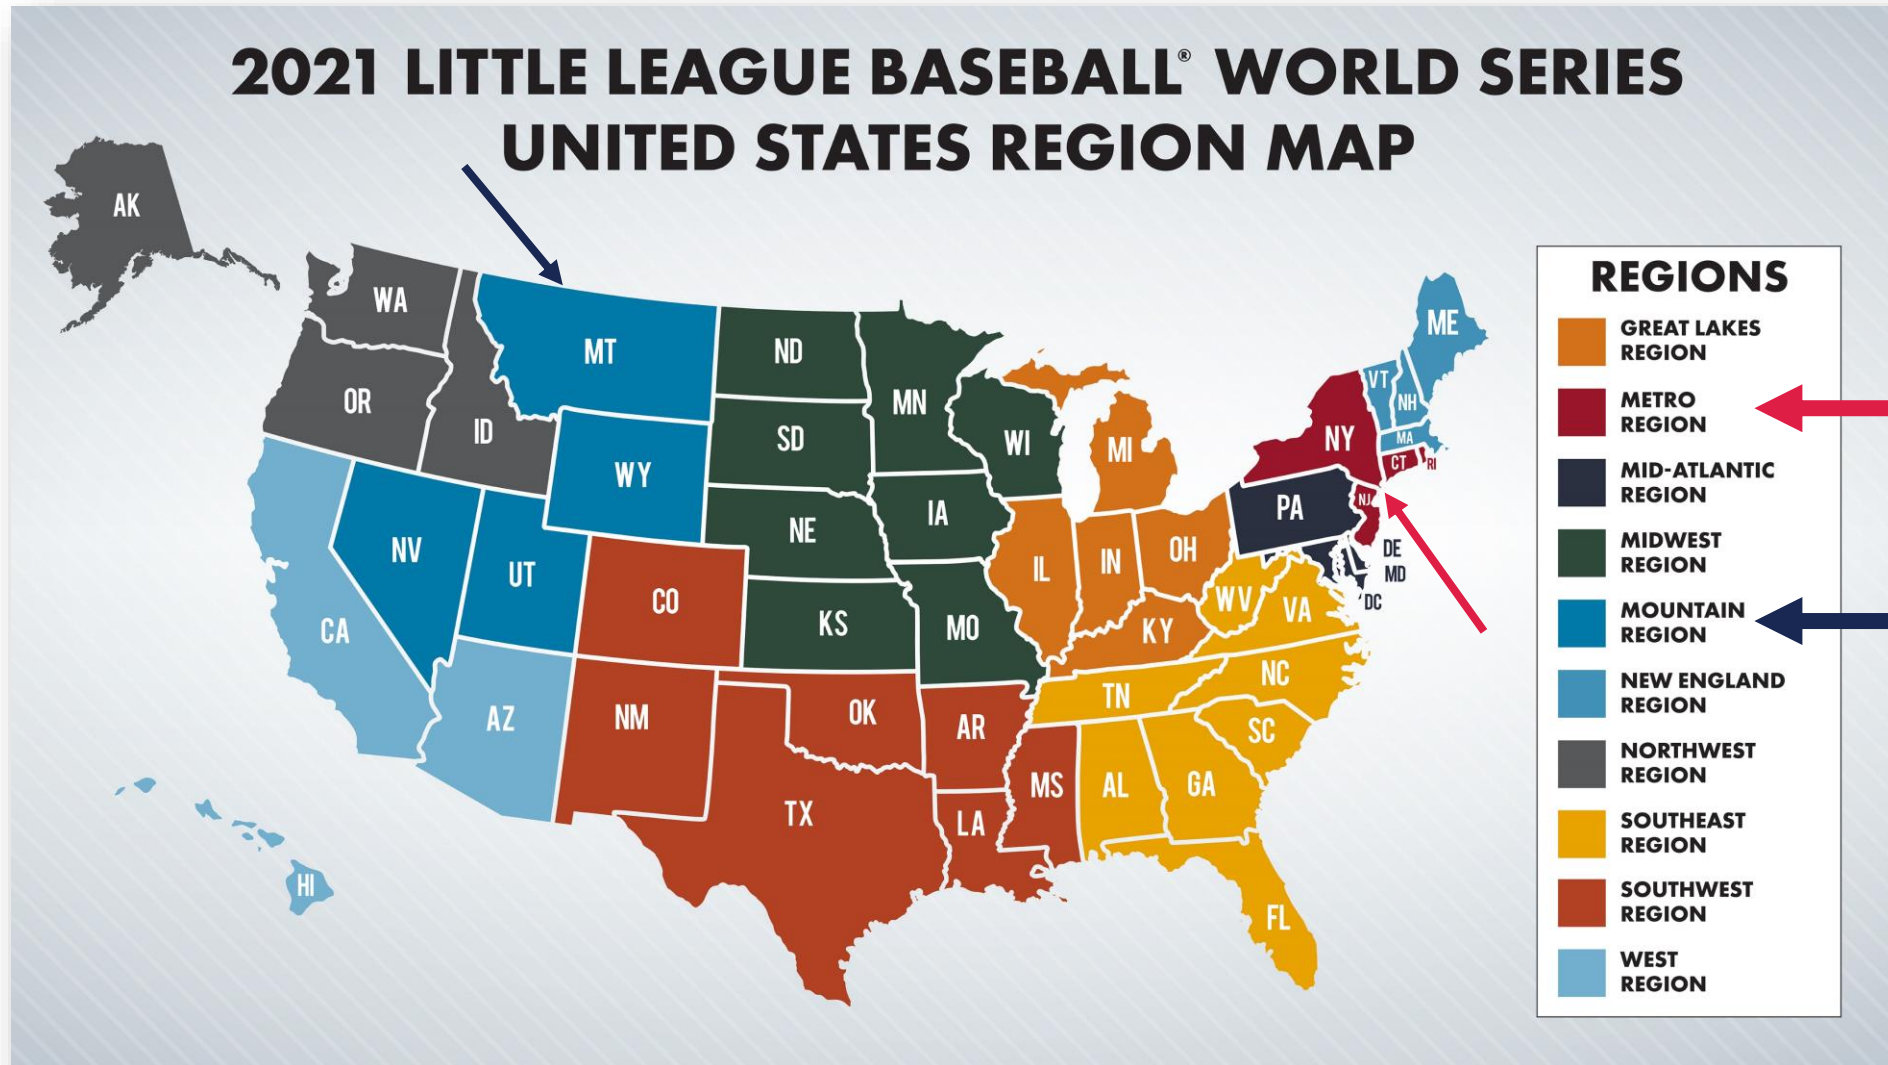 2021 LITTLE LEAGUE BASEBALL® WORLD SERIES
UNITED STATES REGION MAP
AK
WA
MT
ND
MN
OR
ID
SD
WI
MI
WY
NE
IA
NV
UT
CO
KS
MO
IL
IN
OH
KY
CA
AZ
NM
OK
AR
TX
LA
MS
AL
GA
TN
NC
SC
FL
WV
VA
PA
NY
NJ
CT
RI
MA
VT
NH
ME
DE
MD
DC
HI
REGIONS
GREAT LAKES
REGION
METRO
REGION
MID-ATLANTIC
REGION
MIDWEST
REGION
MOUNTAIN
REGION
NEW ENGLAND
REGION
NORTHWEST
REGION
SOUTHEAST
REGION
SOUTHWEST
REGION
WEST
REGION